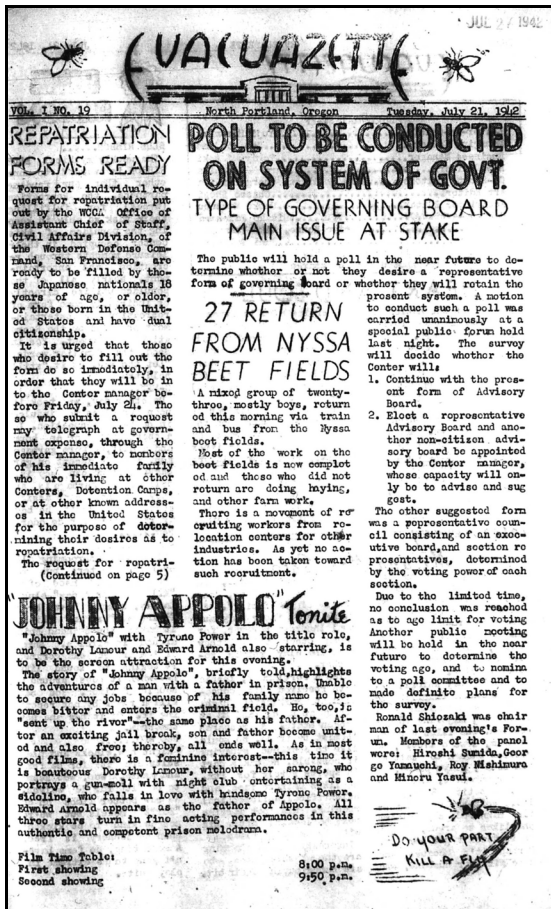 JUL 27 1942
EVACUAZETTE
VOL. I NO. 19 North Portland, Oregon Tuesday, July 21, 1942
REPATRIATION
FORMS READY
Forms for individual re-
quest for repatriation put
out by the WCCA Office of
Assistant Chief of Staff,
Civil Affairs Division, of
the Western Defense Com-
mand, San Francisco, are
ready to be filled by tho-
se Japanese nationals 18
years of age, or older,
or those born in the Unit-
ed States and have dual
citizenship.
It is urged that those
who desire to fill out the
form do so immediately, in
order that they will be in
to the Center manager be-
fore Friday, July 24. Tho
se who submit a request
may telegraph at govern-
ment expense, through the
Center manager, to members
of his immediate family
who are living at other
Centers, Detention Camps,
or at other known address-
es in the United States
for the purpose of deter-
mining their desires as to
repatriation.
The request for repatri-
(Continued on page 5)
POLL TO BE CONDUCTED
ON SYSTEM OF GOVT.
TYPE OF GOVERNING BOARD
MAIN ISSUE AT STAKE
The public will hold a poll in the near future to de-
termine whether or not they desire a representative
form of governing board or whether they will retain the
present system. A motion
to conduct such a poll was
carried unanimously at a
special public forum held
last night. The survey
will decide whether the
Center will:
1. Continue with the pres-
ent form of Advisory
Board.
2. Elect a representative
Advisory Board and ano-
ther non-citizen advi-
sory board be appointed
by the Center manager,
whose capacity will on-
ly be to advise and sug
gest.
The other suggested form
was a representative coun-
cil consisting of an exec-
utive board, and section re
presentatives, determined
by the voting power of each
section.
Due to the limited time,
no conclusion was reached
as to age limit for voting
Another public meeting
will be held in the near
future to determine the
voting age, and to nomina
to a poll committee and to
made definite plans for
the survey.
Ronald Shiozaki was chair
man of last evening's For-
um. Members of the panel
were: Hiroshi Sumida, Geor
ge Yamauchi, Roy Nishimura
and Minoru Yasui.
27 RETURN
FROM NYSSA
BEET FIELDS
A mixed group of twenty-
three, mostly boys, return
ed this morning via train
and bus from the Nyssa
beet fields.
Most of the work on the
beet fields is now complet
ed and those who did not
return are doing haying,
and other farm work.
There is a movement of re
cruiting workers from re-
location centers for other
industries. As yet no ac-
tion has been taken toward
such recruitment.
"JOHNNY APPOLO" Tonite
"Johnny Appolo" with Tyrone Power in the title role,
and Dorothy Lamour and Edward Arnold also starring, is
to be the screen attraction for this evening.
The story of "Johnny Appolo", briefly told, highlights
the adventures of a man with a father in prison. Unable
to secure any jobs because of his family name he be-
comes bitter and enters the criminal field. He, too, is
"sent up the river"--the same place as his father. Af-
ter an exciting jail break, son and father become unit-
ed and also free; thereby, all ends well. As in most
good films, there is a feminine interest--this time it
is beauteous Dorothy Lamour, without her sarong, who
portrays a gun-moll with night club entertaining as a
sideline, who falls in love with handsome Tyrone Power.
Edward Arnold appears as the father of Appolo. All
three stars turn in fine acting performances in this
authentic and competent prison melodrama.
Film Time Table:
First showing 8:00 p.m.
Second showing 9:50 p.m.
DO YOUR PART
KILL A FLY